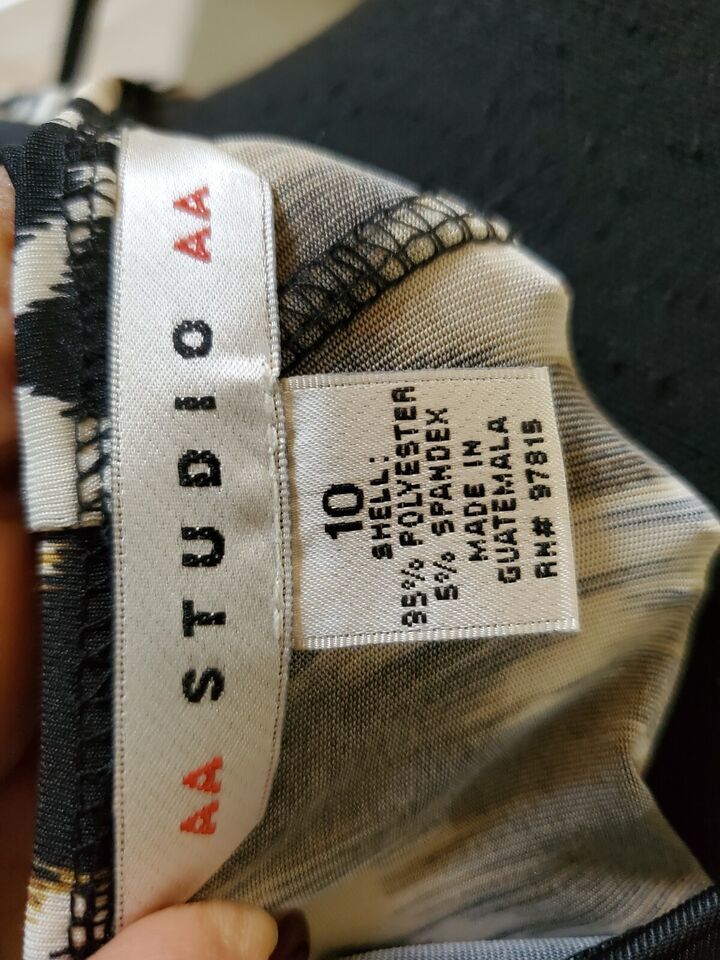 AA STUDIO AA
10
SHELL:
95% POLYESTER
5% SPANDEX
MADE IN
GUATEMALA
RN# 97815